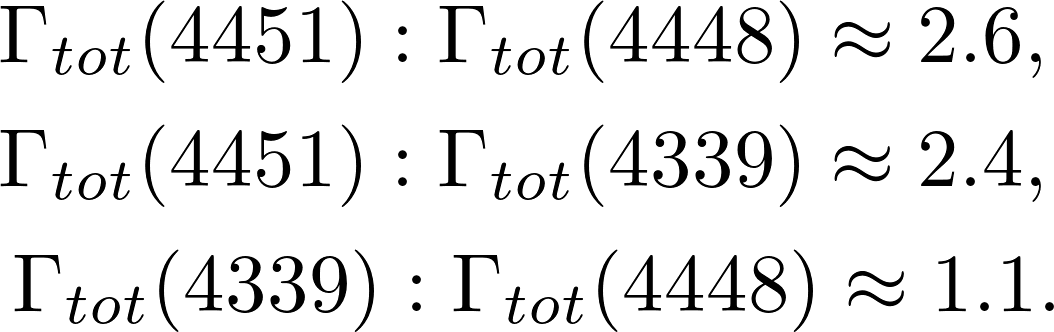 Γ_{tot}(4451) : Γ_{tot}(4448) ≈ 2.6,
Γ_{tot}(4451) : Γ_{tot}(4339) ≈ 2.4,
Γ_{tot}(4339) : Γ_{tot}(4448) ≈ 1.1.